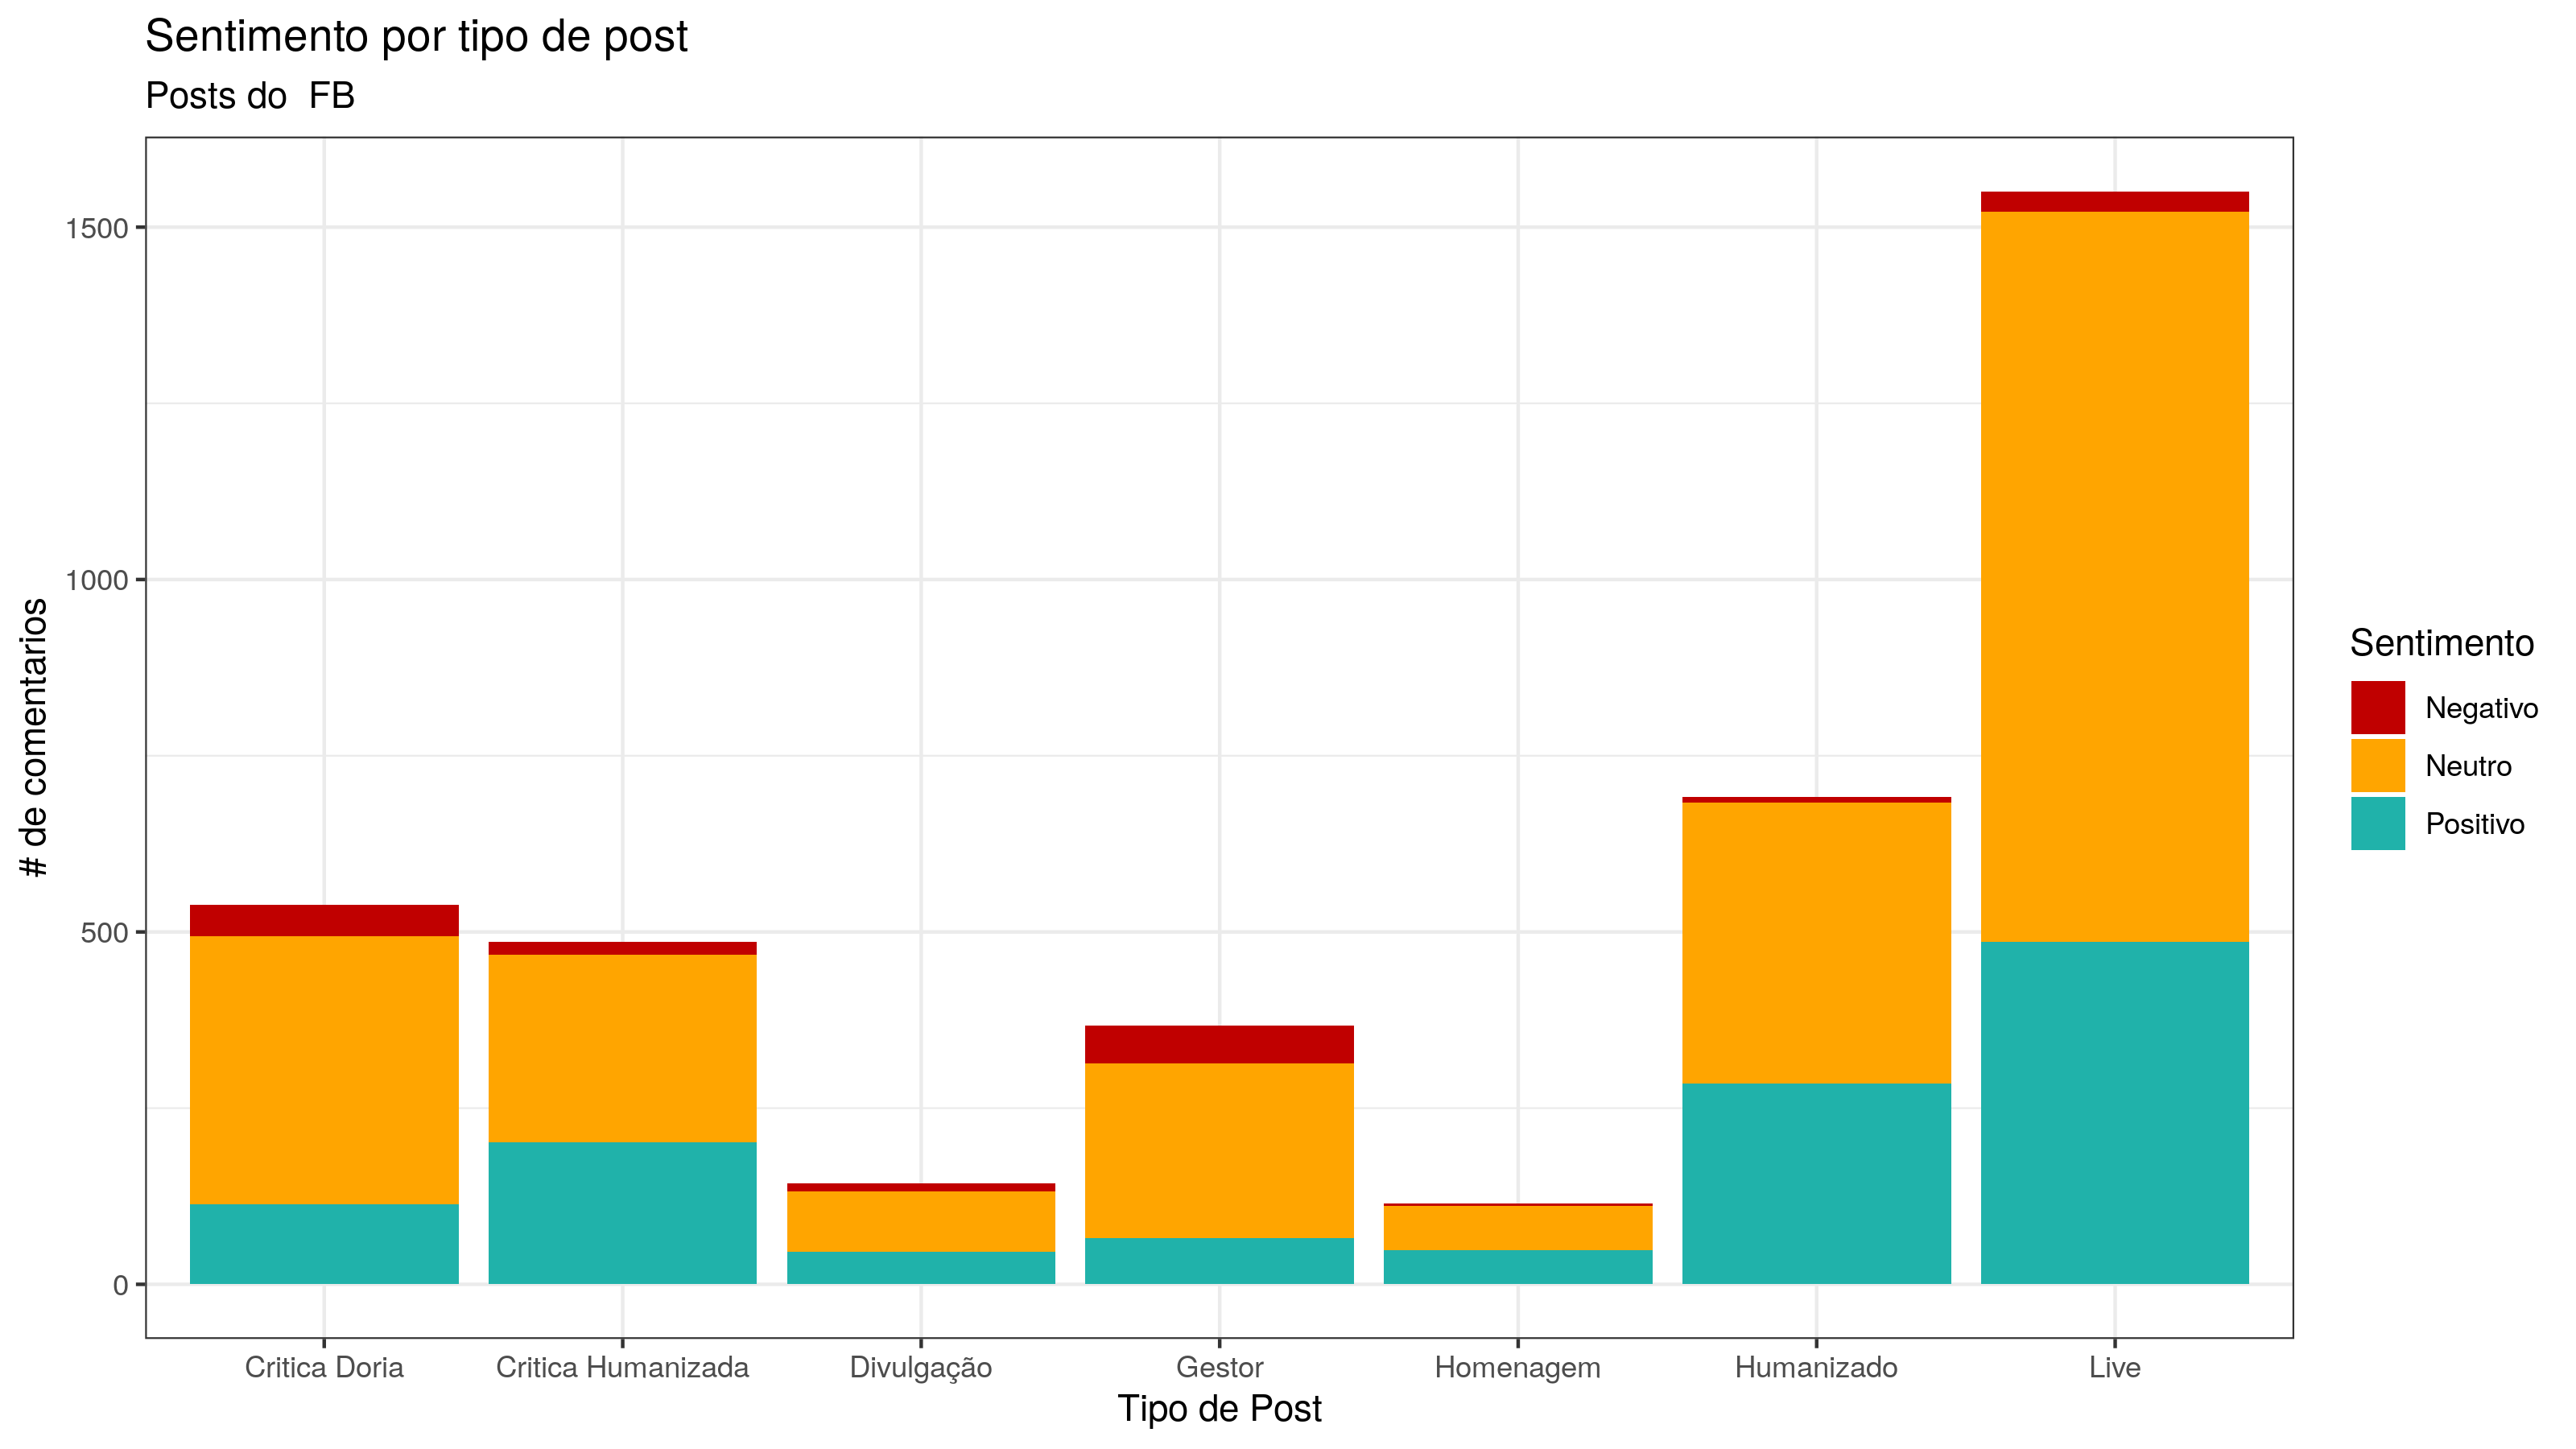 Sentimento por tipo de post
Posts do  FB
1500
1000
500
0
# de comentarios
Critica Doria
Critica Humanizada
Divulgação
Gestor
Homenagem
Humanizado
Live
Tipo de Post
Sentimento
Negativo
Neutro
Positivo